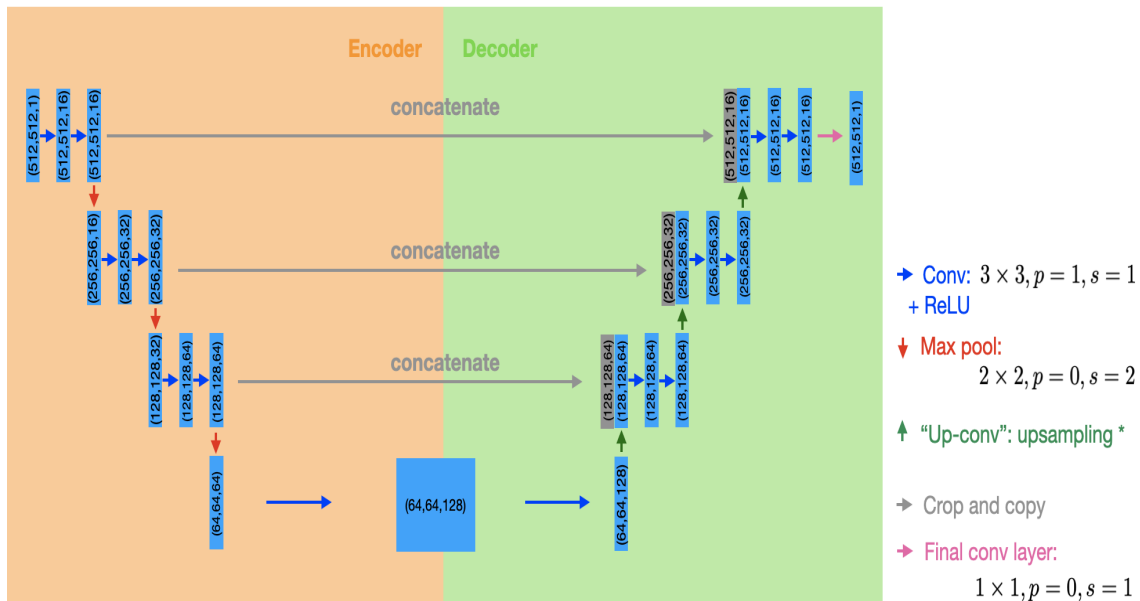 Encoder
Decoder
concatenate
(512,512,1)
(512,512,16)
(512,512,16)
(512,512,16)
(512,512,16)
(512,512,16)
(512,512,16)
(512,512,1)
concatenate
(256,256,16)
(256,256,32)
(256,256,32)
(256,256,32)
(256,256,32)
(256,256,32)
(256,256,32)
concatenate
(128,128,32)
(128,128,64)
(128,128,64)
(128,128,64)
(128,128,64)
(128,128,64)
(128,128,64)
(64,64,64)
(64,64,128)
(64,64,128)
Conv: 3 × 3, p = 1, s = 1
+ ReLU
Max pool:
2 × 2, p = 0, s = 2
“Up-conv”: upsampling *
Crop and copy
Final conv layer:
1 × 1, p = 0, s = 1